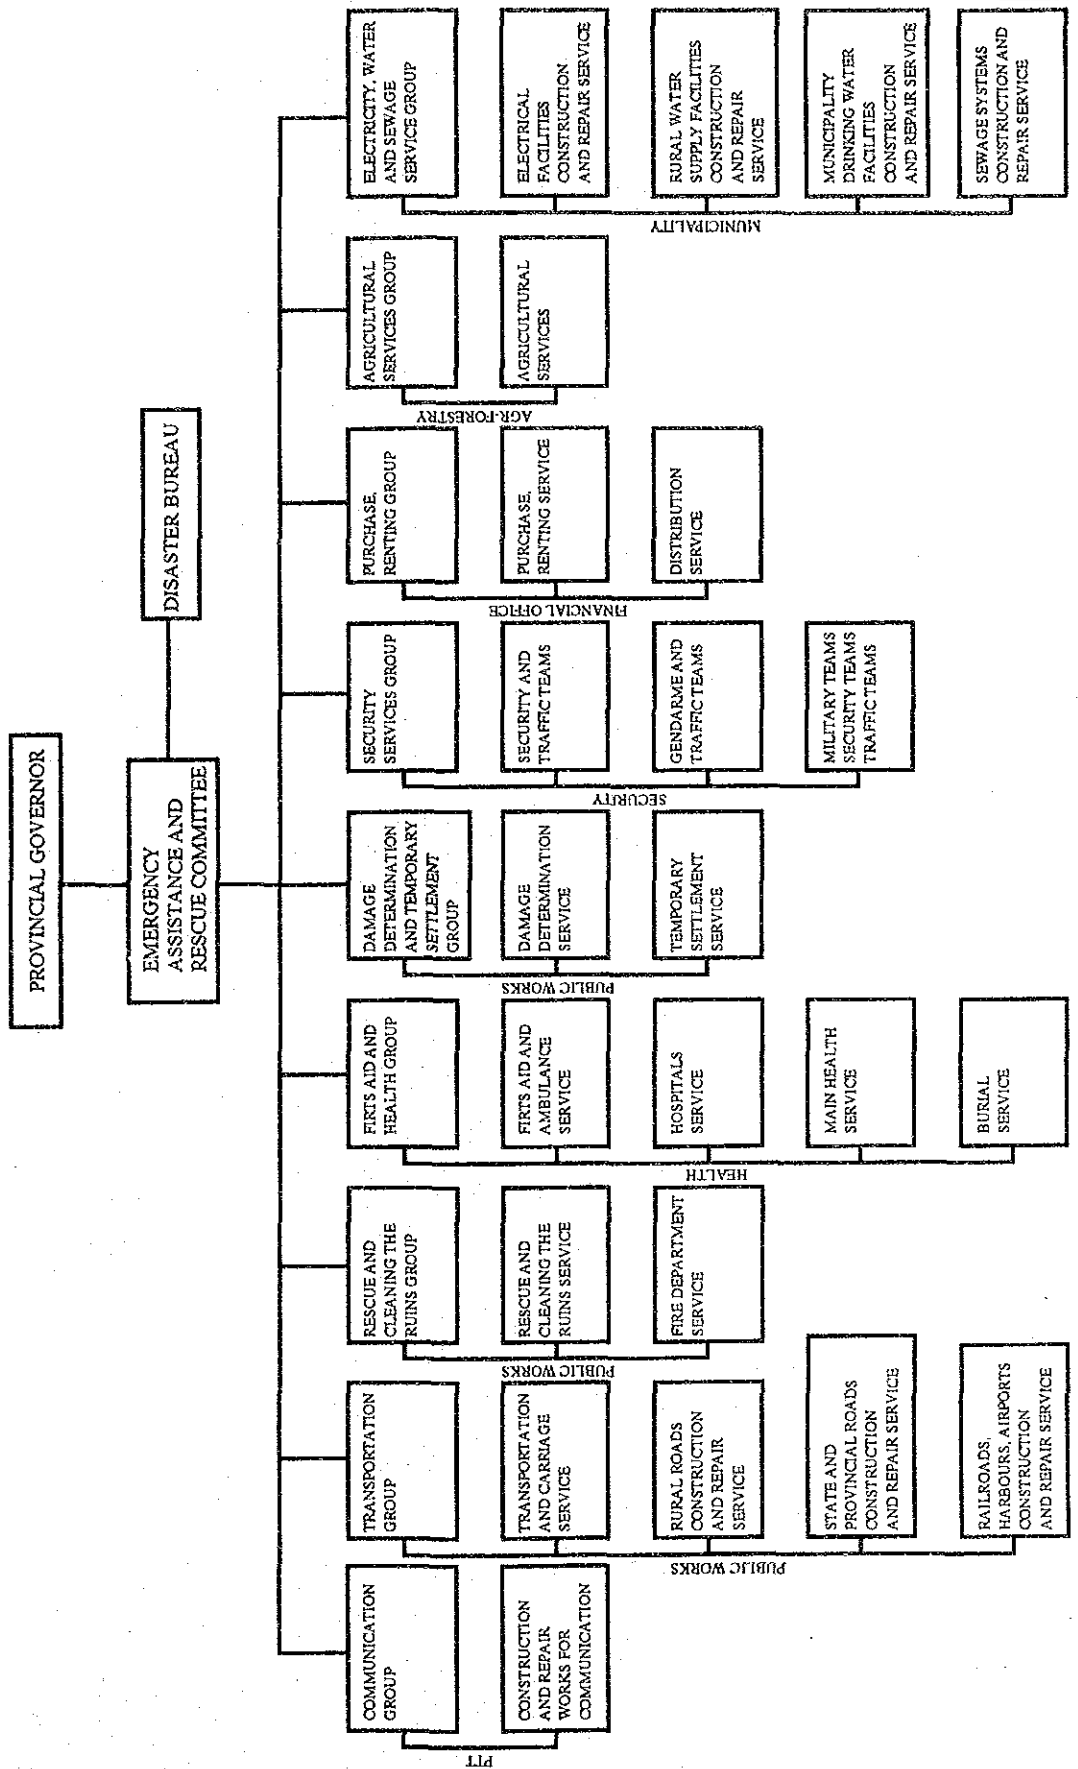 PROVINCIAL GOVERNOR
EMERGENCY
ASSISTANCE AND
RESCUE COMMITTEE
DISASTER BUREAU
PTT
COMMUNICATION
GROUP
CONSTRUCTION
AND REPAIR
WORKS FOR
COMMUNICATION
PUBLIC WORKS
TRANSPORTATION
GROUP
TRANSPORTATION
AND CARRIAGE
SERVICE
RURAL ROADS
CONSTRUCTION
AND REPAIR
SERVICE
STATE AND
PROVINCIAL ROADS
CONSTRUCTION
AND REPAIR SERVICE
RAILROADS,
HARBOURS, AIRPORTS
CONSTRUCTION
AND REPAIR SERVICE
PUBLIC WORKS
RESCUE AND
CLEANING THE
RUINS GROUP
RESCUE AND
CLEANING THE
RUINS SERVICE
FIRE DEPARTMENT
SERVICE
HEALTH
FIRTS AID AND
HEALTH GROUP
FIRTS AID AND
AMBULANCE
SERVICE
HOSPITALS
SERVICE
MAIN HEALTH
SERVICE
BURIAL
SERVICE
PUBLIC WORKS
DAMAGE
DETERMINATION
AND TEMPORARY
SETTLEMENT
GROUP
DAMAGE
DETERMINATION
SERVICE
TEMPORARY
SETTLEMENT
SERVICE
SECURITY
SECURITY
SERVICES GROUP
SECURITY AND
TRAFFIC TEAMS
GENDARME AND
TRAFFIC TEAMS
MILITARY TEAMS
SECURITY TEAMS
TRAFFIC TEAMS
FINANCIAL OFFICE
PURCHASE,
RENTING GROUP
PURCHASE,
RENTING SERVICE
DISTRIBUTION
SERVICE
AGR-FORESTRY
AGRICULTURAL
SERVICES GROUP
AGRICULTURAL
SERVICES
MUNICIPALITY
ELECTRICITY, WATER
AND SEWAGE
SERVICE GROUP
ELECTRICAL
FACILITIES
CONSTRUCTION
AND REPAIR SERVICE
RURAL WATER
SUPPLY FACILITIES
CONSTRUCTION
AND REPAIR
SERVICE
MUNICIPALITY
DRINKING WATER
FACILITIES
CONSTRUCTION
AND REPAIR SERVICE
SEWAGE SYSTEMS
CONSTRUCTION AND
REPAIR SERVICE